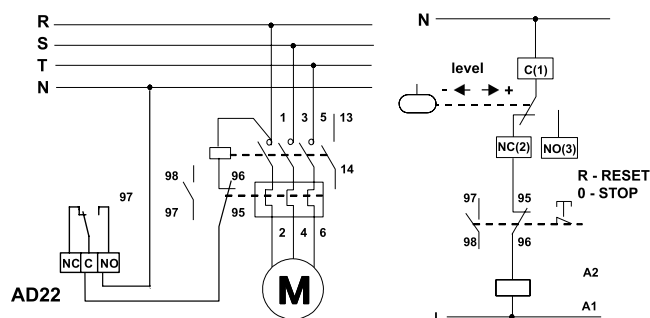 R
S
T
N
1 3 5 13
14
98
97
96
95
97
NC C NO
2 4 6
AD22
M
N
C(1)
level
- +
NC(2) NO(3)
R - RESET
0 - STOP
97 95
98 96
A2
A1